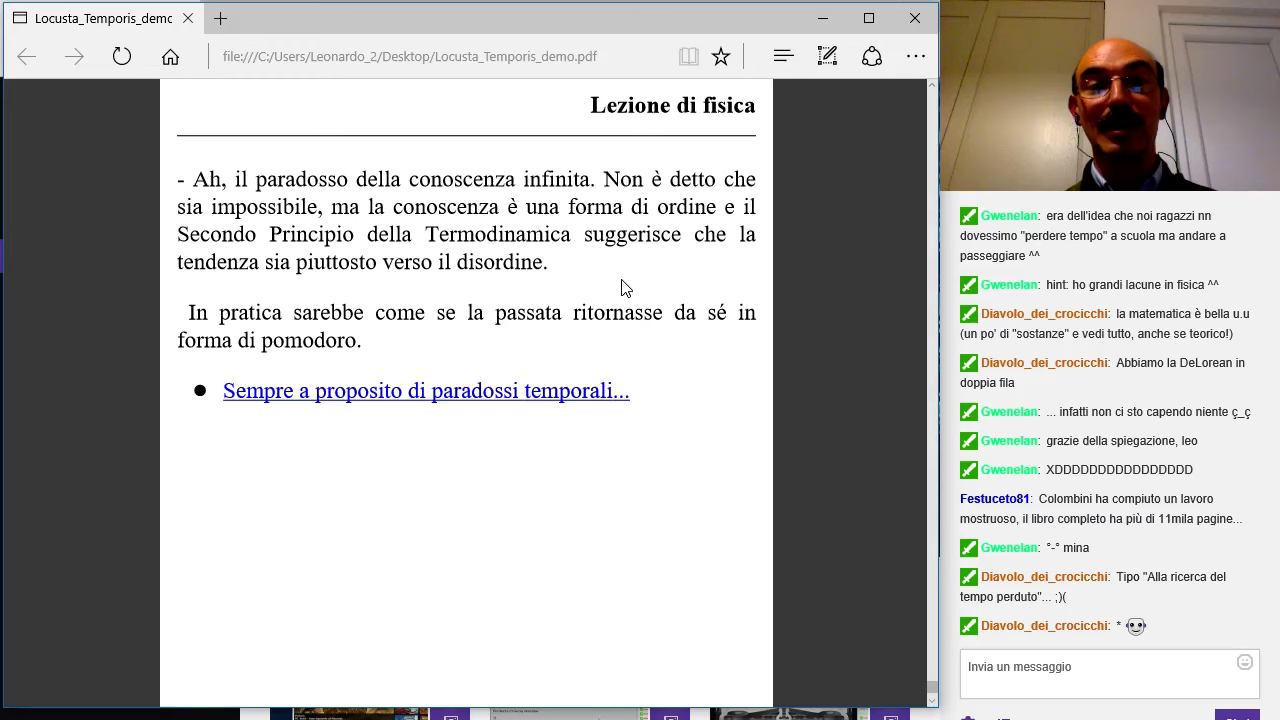 Locusta_Temporis_demo
file:///C:/Users/Leonardo_2/Desktop/Locusta_Temporis_demo.pdf
Lezione di fisica
- Ah, il paradosso della conoscenza infinita. Non è detto che
sia impossibile, ma la conoscenza è una forma di ordine e il
Secondo Principio della Termodinamica suggerisce che la
tendenza sia piuttosto verso il disordine.
In pratica sarebbe come se la passata ritornasse da sé in
forma di pomodoro.
Sempre a proposito di paradossi temporali...
Gwenelan: era dell'idea che noi ragazzi nn
dovessimo "perdere tempo" a scuola ma andare a
passeggiare ^^
Gwenelan: hint: ho grandi lacune in fisica ^^
Diavolo_dei_crocicchi: la matematica è bella u.u
(un po' di "sostanze" e vedi tutto, anche se teorico!)
Diavolo_dei_crocicchi: Abbiamo la DeLorean in
doppia fila
Gwenelan: ... infatti non ci sto capendo niente ç_ç
Gwenelan: grazie della spiegazione, leo
Gwenelan: XDDDDDDDDDDDDDDDD
Festuceto81: Colombini ha compiuto un lavoro
mostruoso, il libro completo ha più di 11mila pagine...
Gwenelan: °-° mina
Diavolo_dei_crocicchi: Tipo "Alla ricerca del
tempo perduto"... ;)(
Diavolo_dei_crocicchi: *
Invia un messaggio